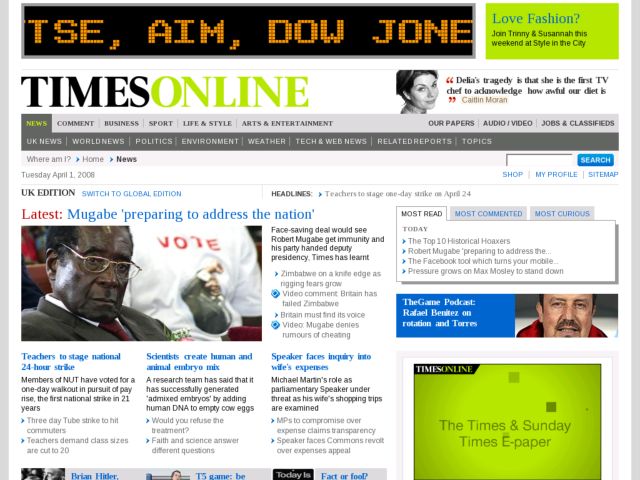 TSE, AIM, DOW JONE
Love Fashion?
Join Trinny & Susannah this
weekend at Style in the City
TIMESONLINE
“ Delia's tragedy is that she is the first TV
chef to acknowledge how awful our diet is
” Caitlin Moran
NEWS COMMENT BUSINESS SPORT LIFE & STYLE ARTS & ENTERTAINMENT
OUR PAPERS AUDIO / VIDEO JOBS & CLASSIFIEDS
UK NEWS WORLD NEWS POLITICS ENVIRONMENT WEATHER TECH & WEB NEWS RELATED REPORTS TOPICS
Where am I? Home News
SEARCH
Tuesday April 1, 2008
SHOP MY PROFILE SITEMAP
UK EDITION SWITCH TO GLOBAL EDITION
HEADLINES: Teachers to stage one-day strike on April 24
Latest: Mugabe 'preparing to address the nation'
VOTE
Face-saving deal would see
Robert Mugabe get immunity and
his party handed deputy
presidency, Times has learnt
Zimbabwe on a knife edge as
rigging fears grow
Video comment: Britain has
failed Zimbabwe
Britain must find its voice
Video: Mugabe denies
rumours of cheating
MOST READ MOST COMMENTED MOST CURIOUS
TODAY
The Top 10 Historical Hoaxers
Robert Mugabe 'preparing to address the...
The Facebook tool which turns your mobile...
Pressure grows on Max Mosley to stand down
TheGame Podcast:
Rafael Benitez on
rotation and Torres
Teachers to stage national
24-hour strike
Members of NUT have voted for a
one-day walkout in pursuit of pay
rise, the first national strike in 21
years
Three day Tube strike to hit
commuters
Teachers demand class sizes
are cut to 20
Scientists create human and
animal embryo mix
A research team has said that it
has successfully generated
'admixed embryos' by adding
human DNA to empty cow eggs
Would you refuse the
treatment?
Faith and science answer
different questions
Speaker faces inquiry into
wife's expenses
Michael Martin's role as
parliamentary Speaker under
threat as his wife's shopping trips
are examined
MPs to compromise over
expense claims transparency
Speaker faces Commons revolt
over expenses appeal
TIMESONLINE
The Times & Sunday
Times E-paper
Brian Hitler,
T5 game: be
Today Is
Fact or fool?